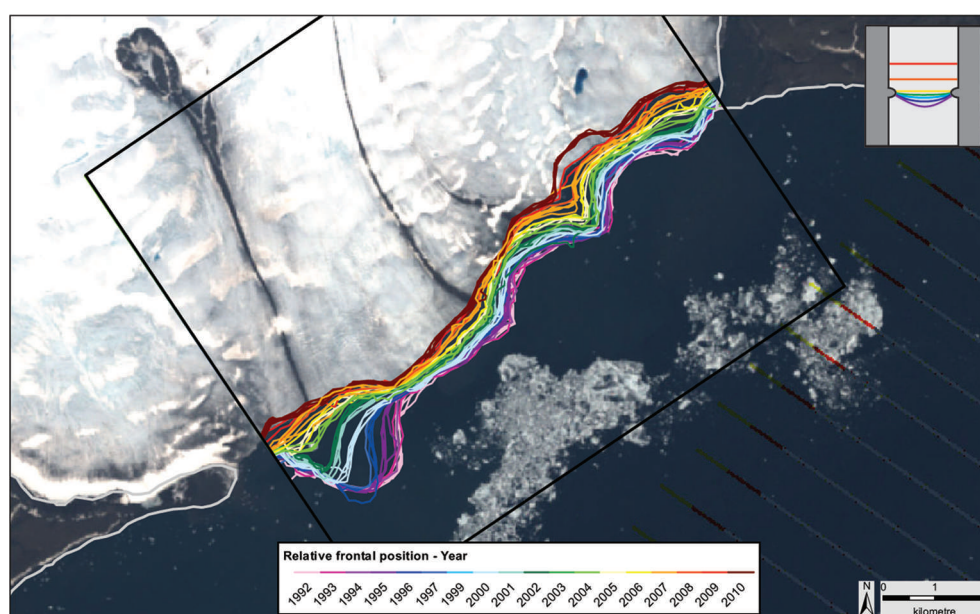 Relative frontal position - Year
1992 1993 1994 1995 1996 1997 1999 2000 2001 2002 2003 2004 2005 2006 2007 2008 2009 2010
N
0 1
kilometre